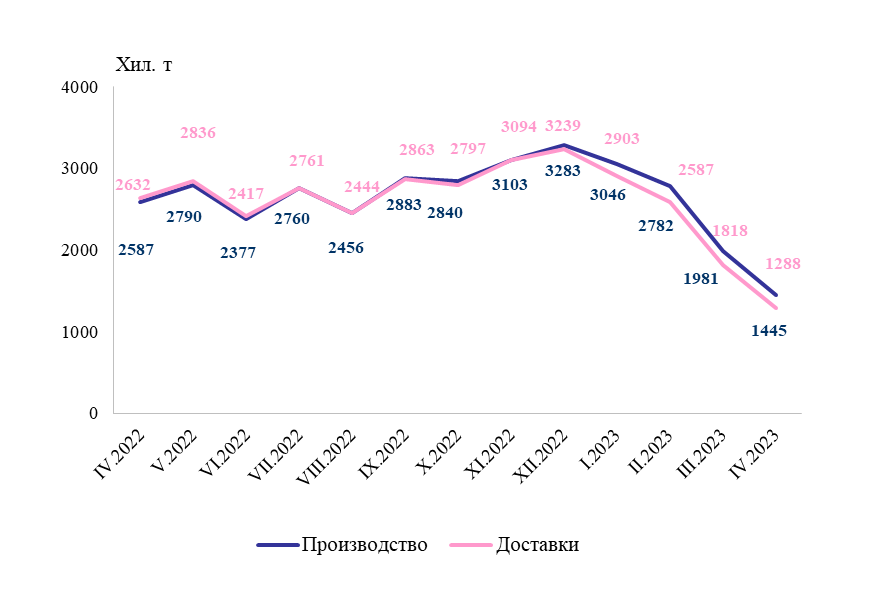 Хил. т
4000
3000
2000
1000
0
2632 2836 2417 2761 2444 2863 2797 3094 3239 2903 2587 1818 1288
2587 2790 2377 2760 2456 2883 2840 3103 3283 3046 2782 1981 1445
IV.2022 V.2022 VI.2022 VII.2022 VIII.2022 IX.2022 X.2022 XI.2022 XII.2022 I.2023 II.2023 III.2023 IV.2023
Производство Доставки